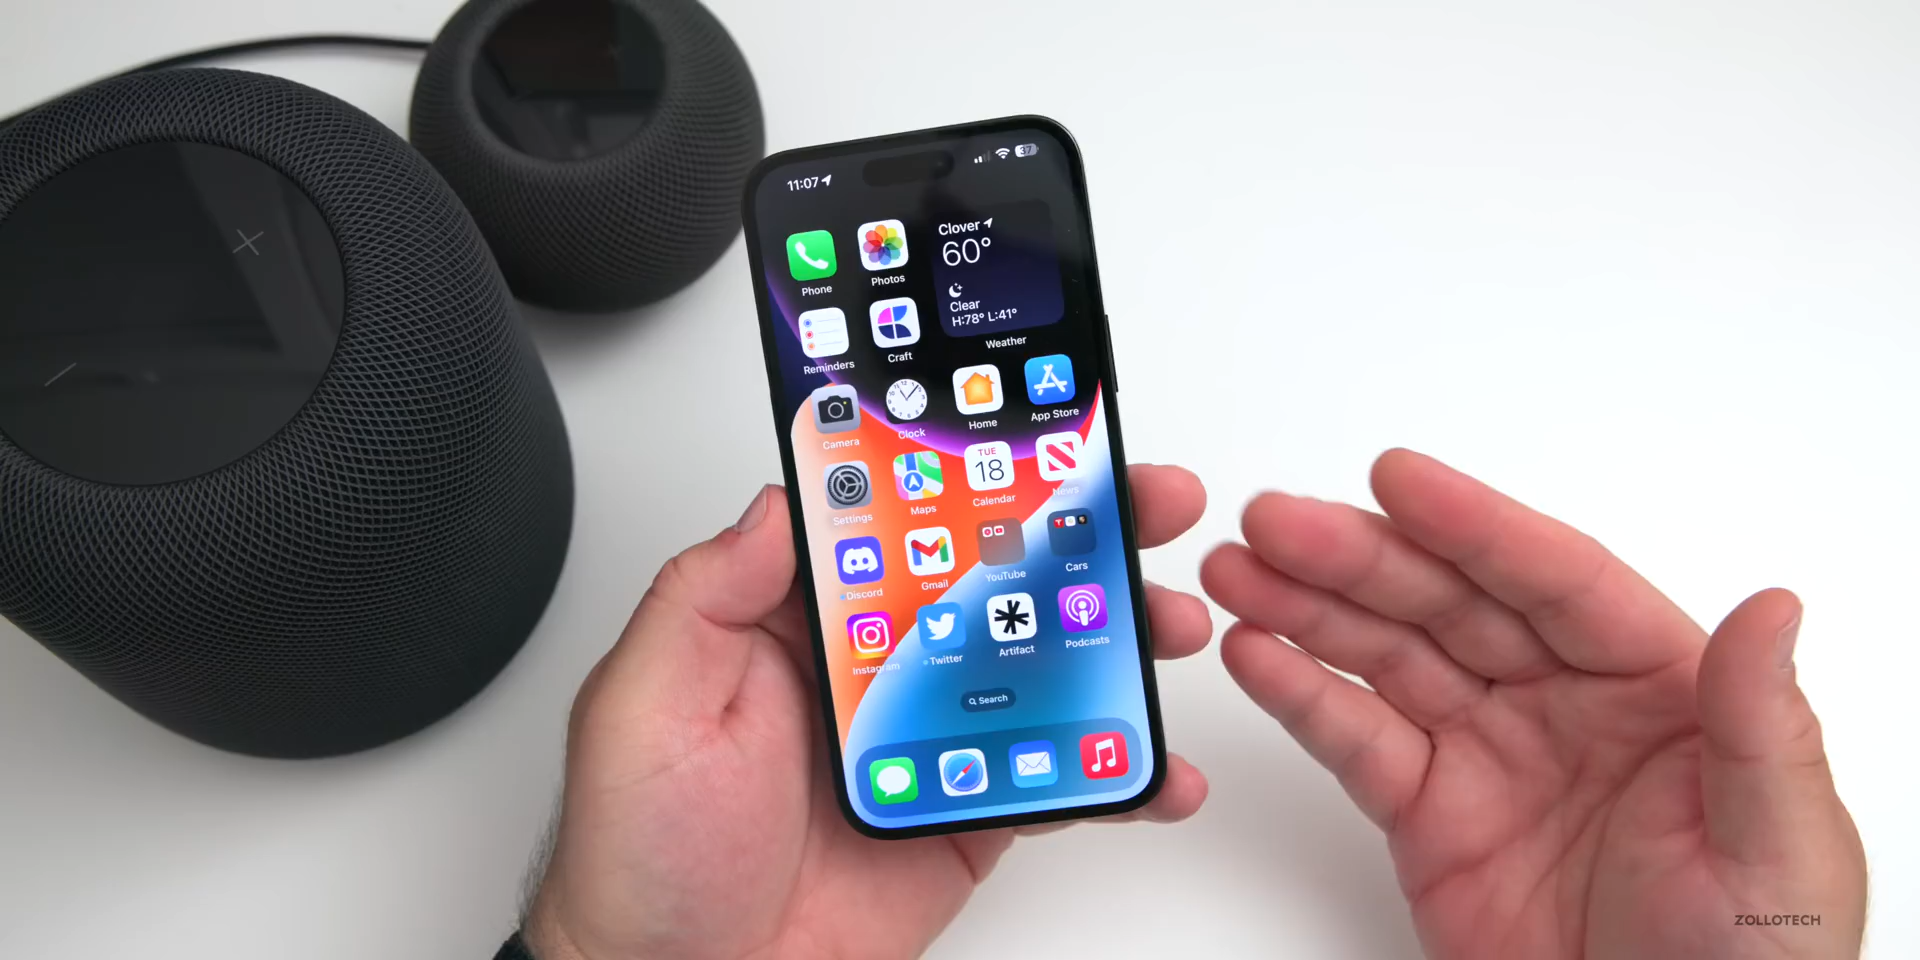 11:07
37
Clover
60°
Clear
H:78° L:41°
Weather
Phone
Photos
Reminders
Craft
Camera
Clock
Home
App Store
Settings
Maps
TUE
18
Calendar
News
Discord
Gmail
YouTube
Cars
Instagram
Twitter
Artifact
Podcasts
Search
ZOLLOTECH